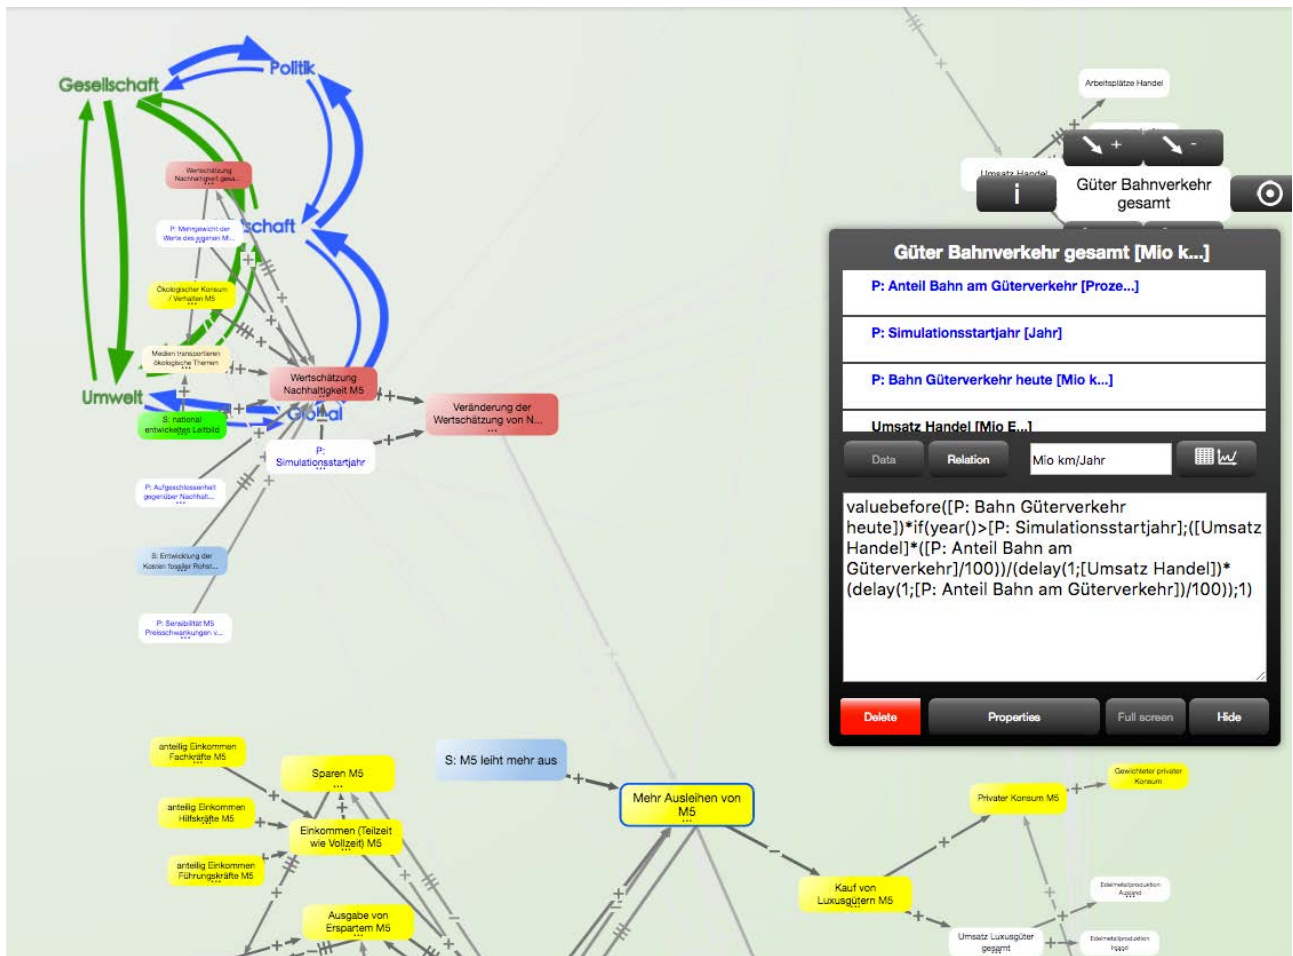 Gesellschaft
Politik
Arbeitsplätze Handel
+ -
Umsatz Handel
i
Güter Bahnverkehr
gesamt
Wertschätzung
Nachhaltigkeit gesa...
P: Mehrgewicht der
Werte des eigenen M...
schaft
Ökologischer Konsum
/ Verhalten M5
...
Medien transportieren
ökologische Themen
...
Wertschätzung
Nachhaltigkeit M5
...
Umwelt
Global
S: national
entwickeltes Leitbild
...
Veränderung der
Wertschätzung von N...
...
P:
Simulationsstartjahr
...
P: Aufgeschlossenheit
gegenüber Nachhalt...
S: Entwicklung der
Kosten fossiler Rohst...
P: Sensibilität M5
Preisschwankungen v...
...
Güter Bahnverkehr gesamt [Mio k...]
P: Anteil Bahn am Güterverkehr [Proze...]
P: Simulationsstartjahr [Jahr]
P: Bahn Güterverkehr heute [Mio k...]
Umsatz Handel [Mio E...]
Data
Relation
Mio km/Jahr
valuebefore([P: Bahn Güterverkehr
heute])*if(year()>[P: Simulationsstartjahr];([Umsatz
Handel]*([P: Anteil Bahn am
Güterverkehr]/100))/(delay(1;[Umsatz Handel])*
(delay(1;[P: Anteil Bahn am Güterverkehr])/100));1)
Delete
Properties
Full screen
Hide
anteilig Einkommen
Fachkräfte M5
...
Sparen M5
...
S: M5 leiht mehr aus
anteilig Einkommen
Hilfskräfte M5
...
Einkommen (Teilzeit
wie Vollzeit) M5
...
anteilig Einkommen
Führungskräfte M5
...
Ausgabe von
Erspartem M5
...
Mehr Ausleihen von
M5
...
Privater Konsum M5
...
Gewichteter privater
Konsum
Kauf von
Luxusgütern M5
...
Edelmetallproduktion
Ausland
Umsatz Luxusgüter
gesamt
...
Edelmetallproduktion
Inland